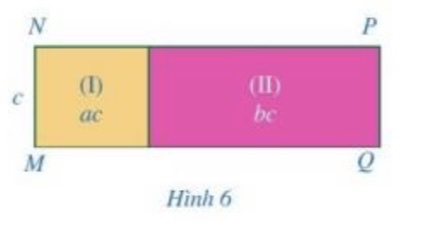 N P
(I) (II)
c ac bc
M Q
Hình 6